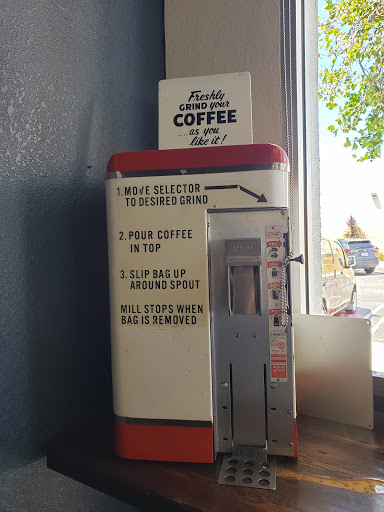 Freshly
GRIND your
COFFEE
....as you
like it!
1. MOVE SELECTOR
TO DESIRED GRIND
2. POUR COFFEE
IN TOP
3. SLIP BAG UP
AROUND SPOUT
MILL STOPS WHEN
BAG IS REMOVED